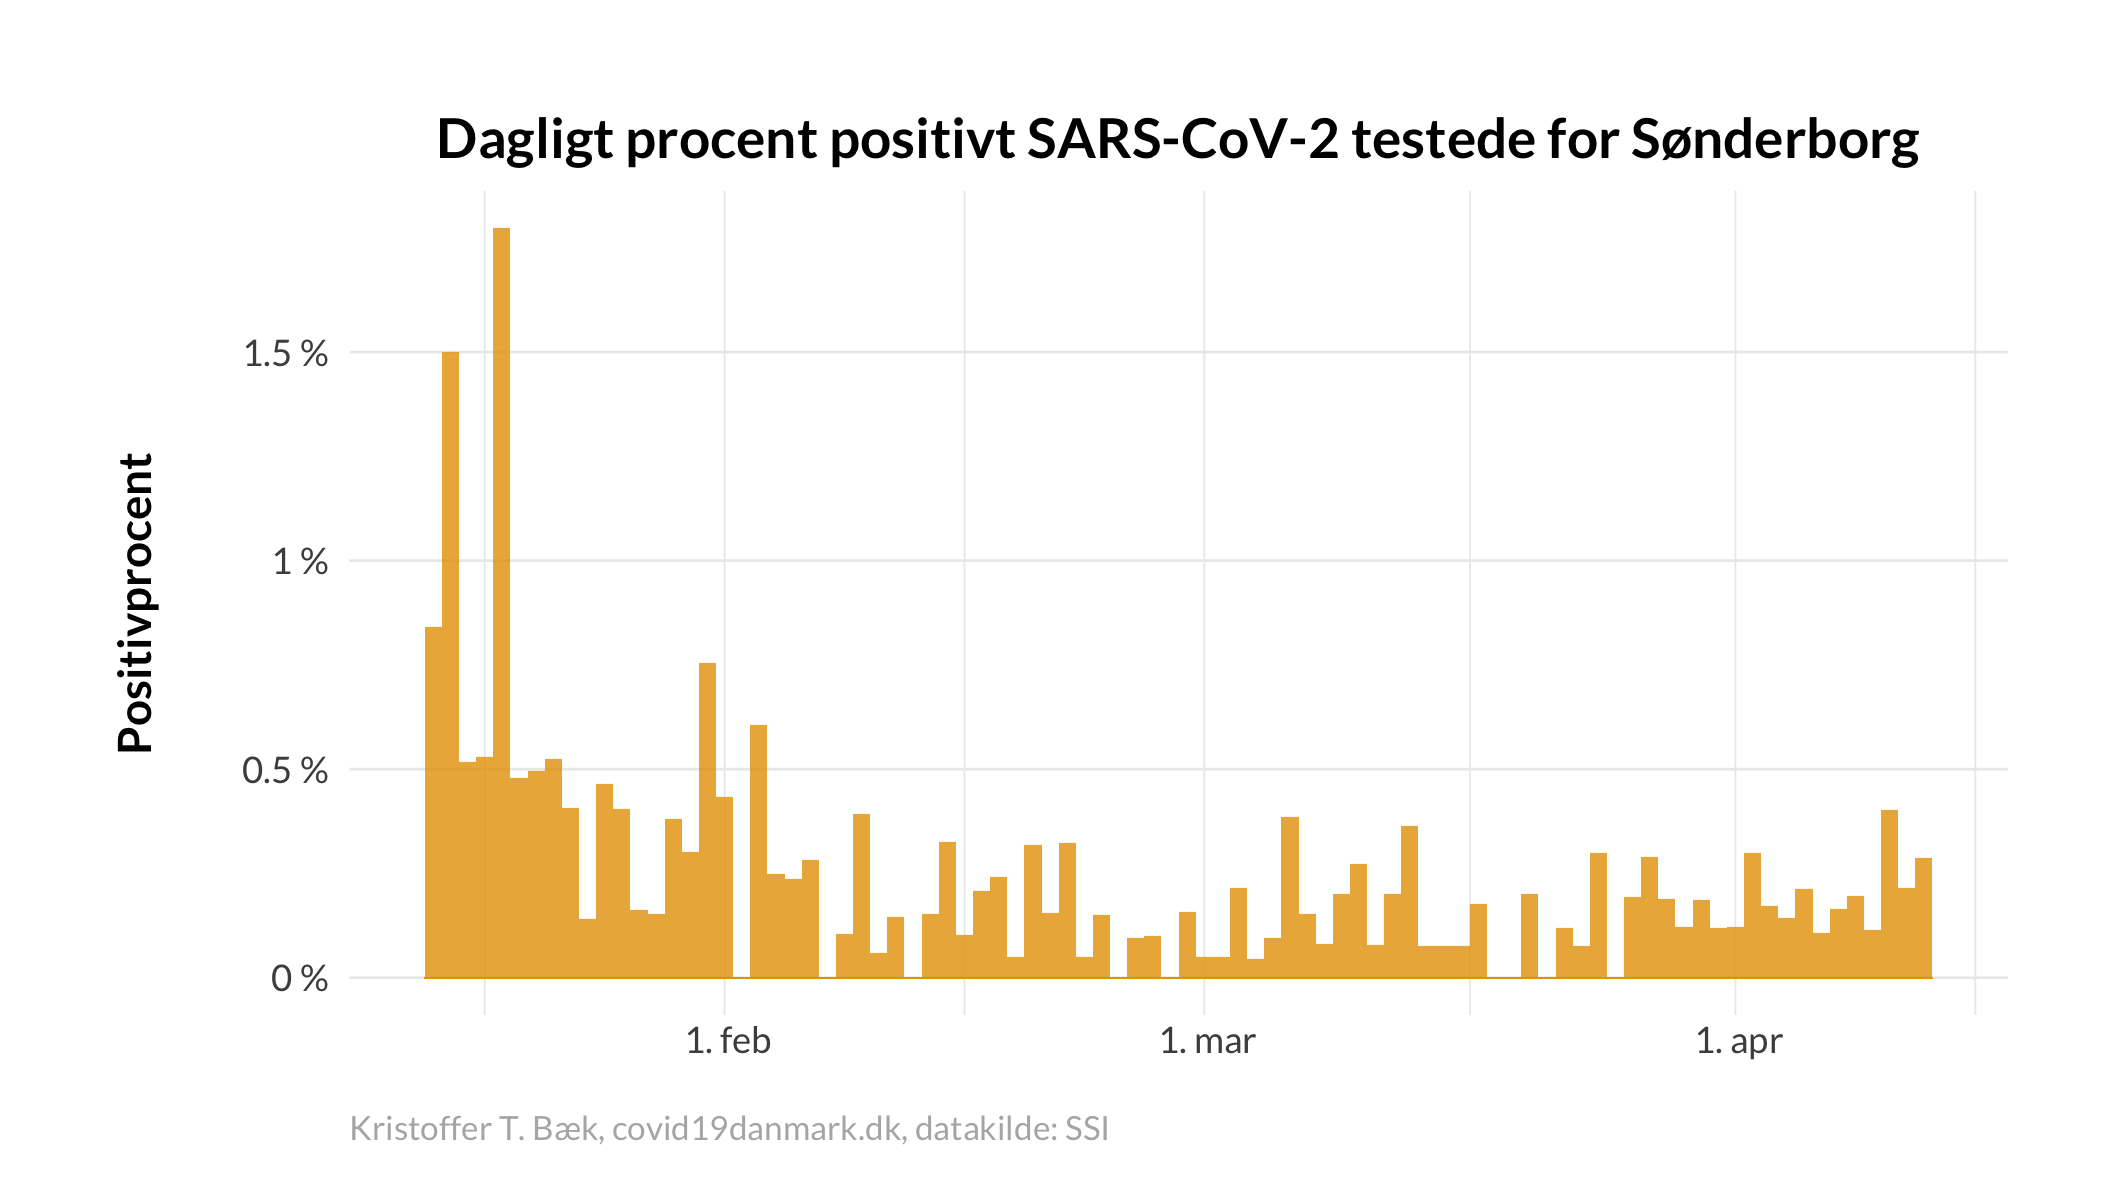 Dagligt procent positivt SARS-CoV-2 testede for Sønderborg
Positivprocent
1.5 %
1 %
0.5 %
0 %
1. feb
1. mar
1. apr
Kristoffer T. Bæk, covid19danmark.dk, datakilde: SSI